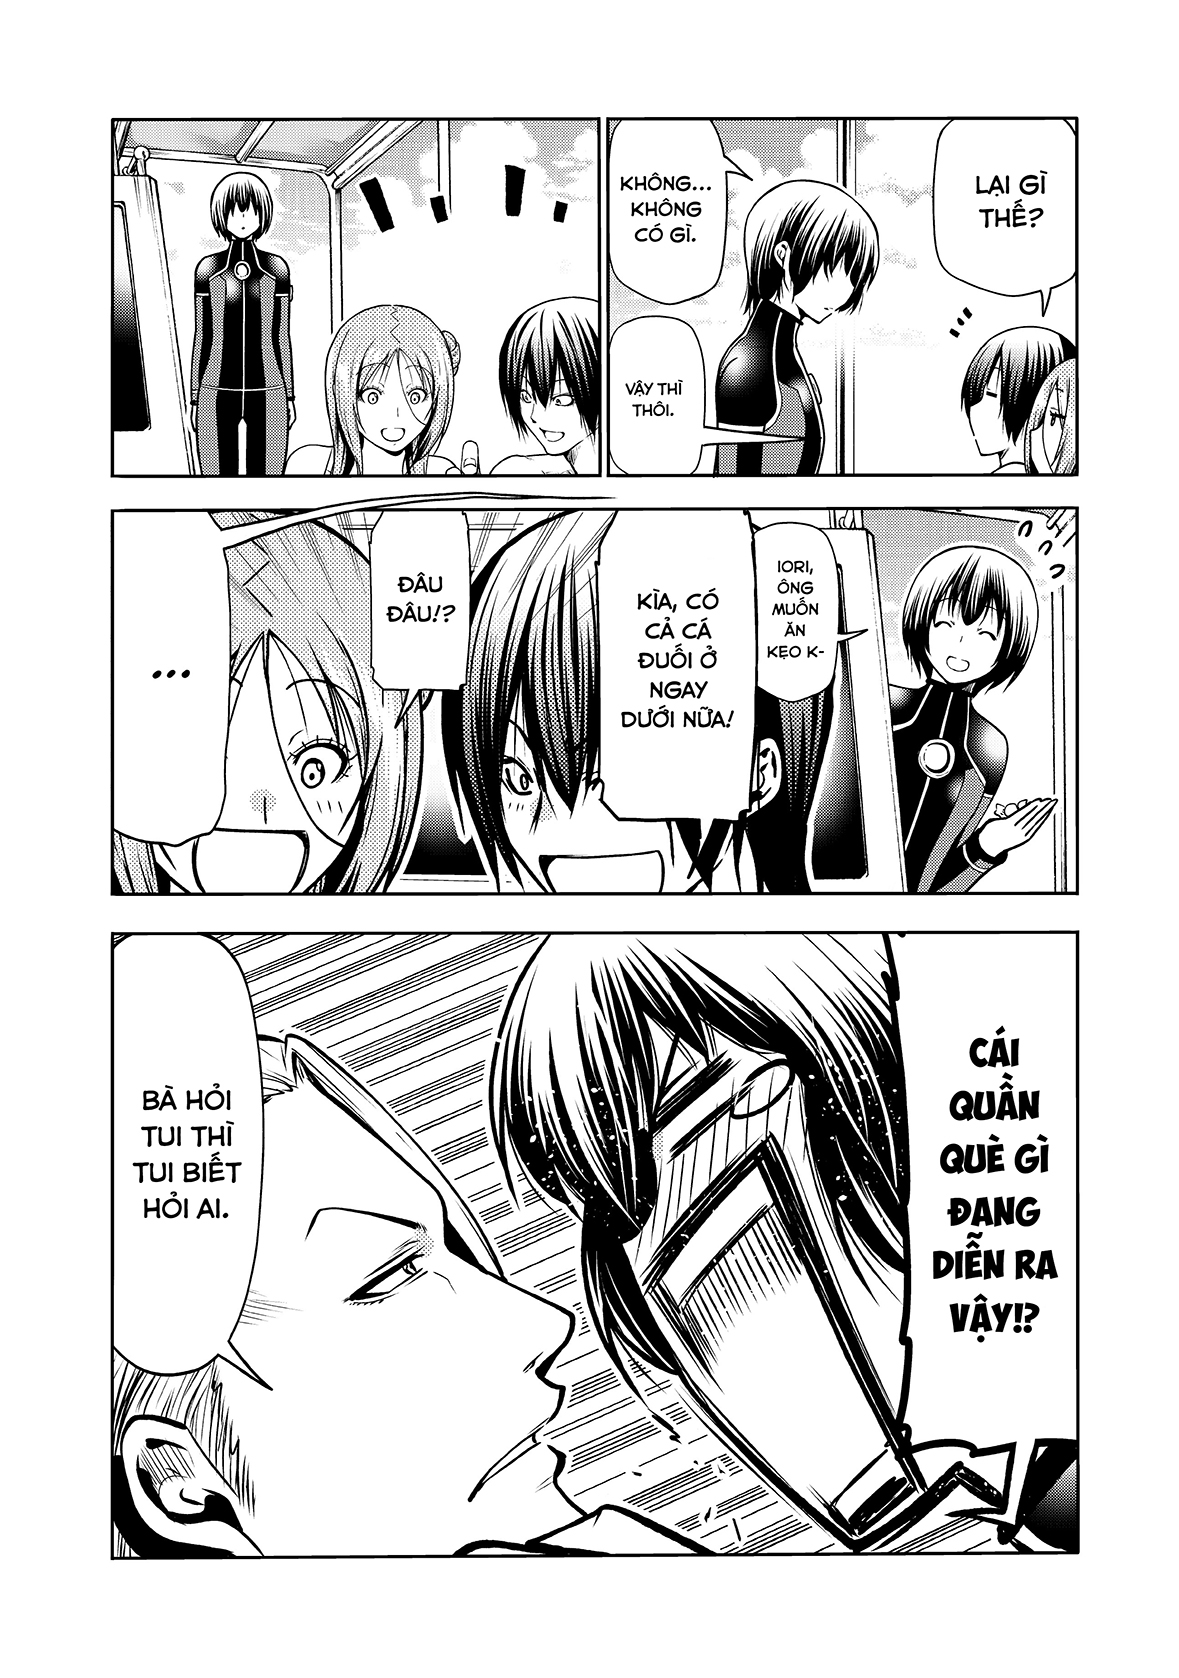 LẠI GÌ
THẾ?
KHÔNG...
KHÔNG
CÓ GÌ.
VẬY THÌ
THÔI.
IORI,
ÔNG
MUỐN
ĂN
KẸO K-
KÌA, CÓ
CẢ CÁ
ĐUỐI Ở
NGAY
DƯỚI NỮA!
ĐÂU
ĐÂU!?
...
CÁI
QUẦN
QUÈ GÌ
ĐANG
DIỄN RA
VẬY!?
BÀ HỎI
TUI THÌ
TUI BIẾT
HỎI AI.